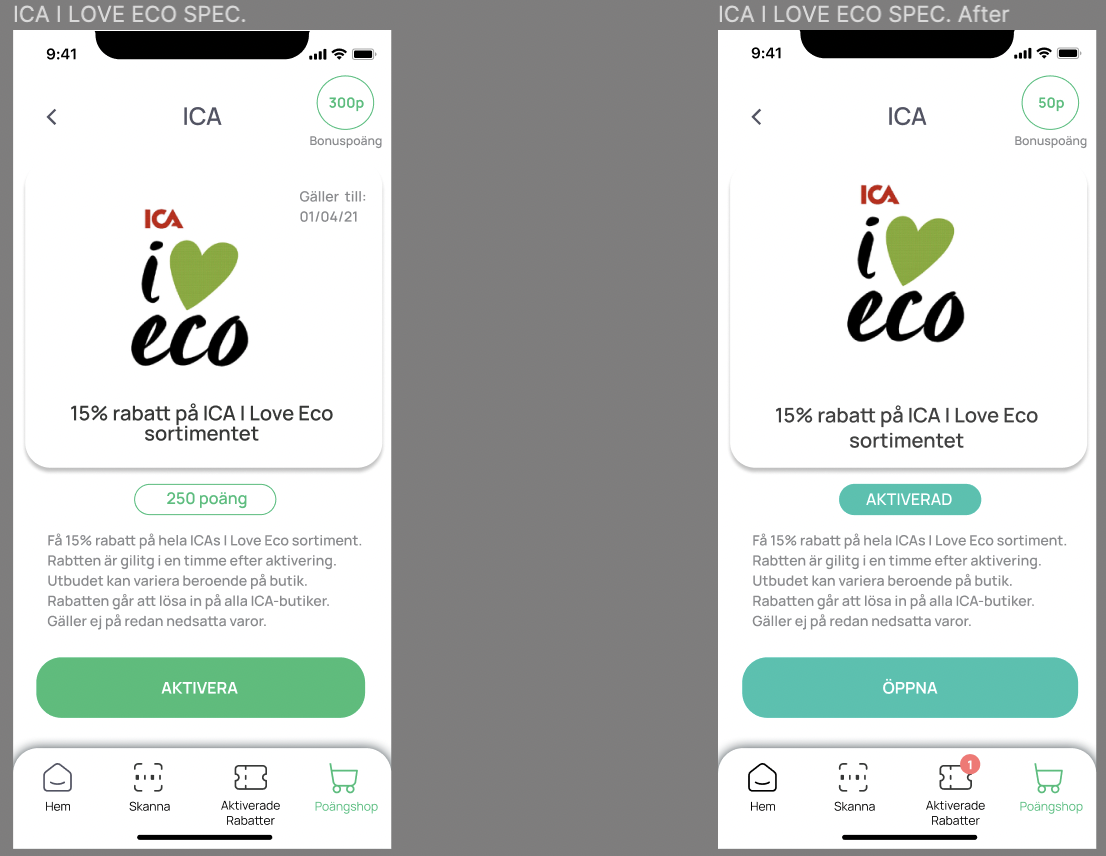 ICA I LOVE ECO SPEC.
9:41
300p
ICA
Bonuspoäng
Gäller till:
01/04/21
ICA
i
eco
15% rabatt på ICA I Love Eco
sortimentet
250 poäng
Få 15% rabatt på hela ICAs I Love Eco sortiment.
Rabtten är gilitg i en timme efter aktivering.
Utbudet kan variera beroende på butik.
Rabatten går att lösa in på alla ICA-butiker.
Gäller ej på redan nedsatta varor.
AKTIVERA
Hem
Skanna
Aktiverade
Rabatter
Poängshop
ICA I LOVE ECO SPEC. After
9:41
50p
ICA
Bonuspoäng
ICA
i
eco
15% rabatt på ICA I Love Eco
sortimentet
AKTIVERAD
Få 15% rabatt på hela ICAs I Love Eco sortiment.
Rabtten är gilitg i en timme efter aktivering.
Utbudet kan variera beroende på butik.
Rabatten går att lösa in på alla ICA-butiker.
Gäller ej på redan nedsatta varor.
ÖPPNA
1
Hem
Skanna
Aktiverade
Rabatter
Poängshop